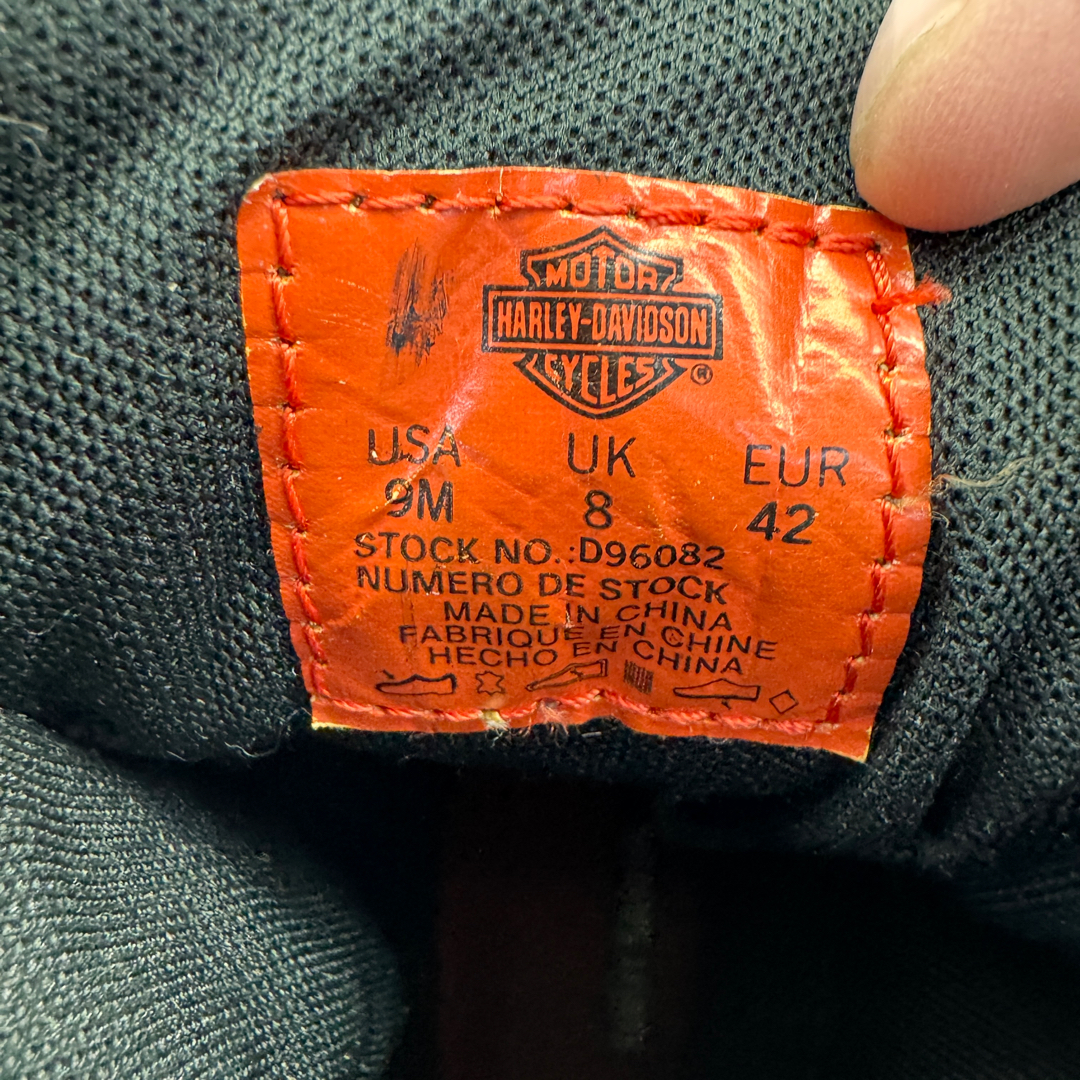 MOTOR
HARLEY-DAVIDSON
CYCLES ®
USA UK EUR
9M 8 42
STOCK NO.:D96082
NUMERO DE STOCK
MADE IN CHINA
FABRIQUE EN CHINE
HECHO EN CHINA